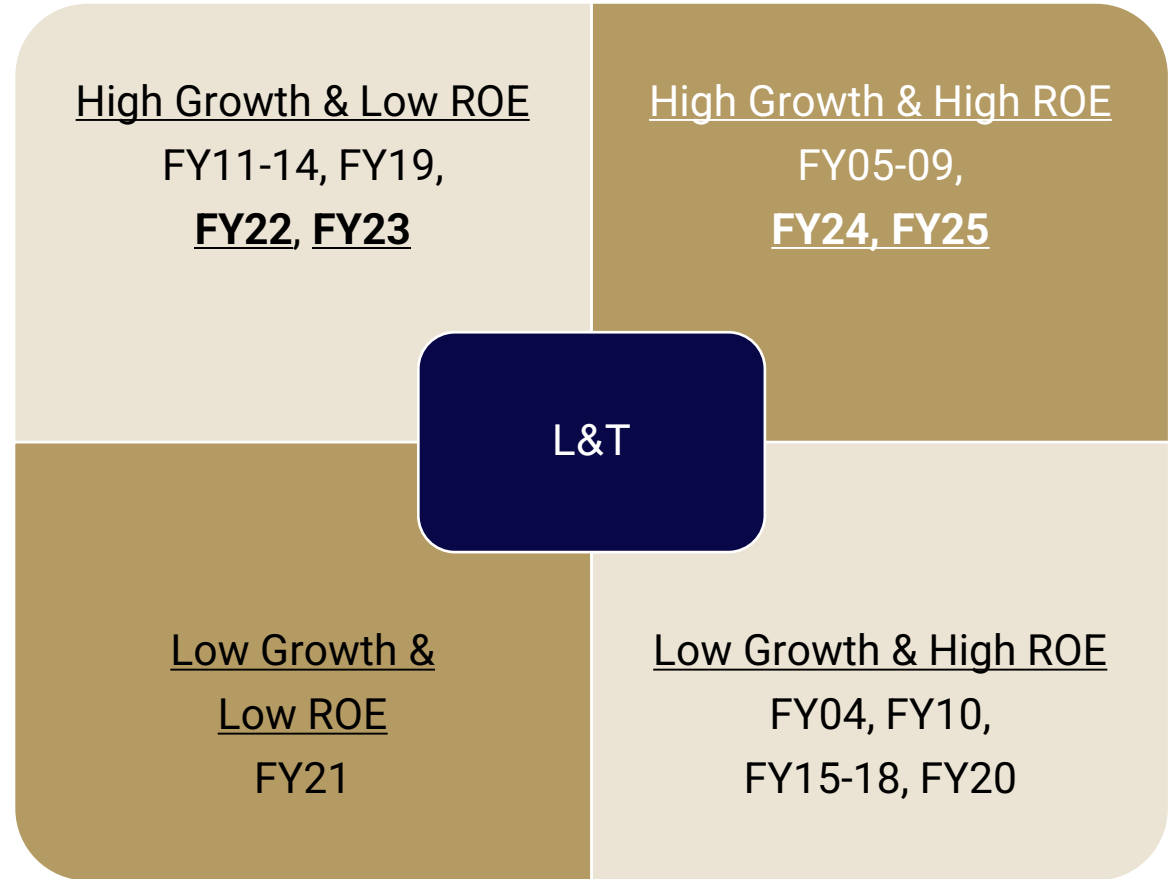 High Growth & Low ROE
FY11-14, FY19,
FY22, FY23
High Growth & High ROE
FY05-09,
FY24, FY25
L&T
Low Growth &
Low ROE
FY21
Low Growth & High ROE
FY04, FY10,
FY15-18, FY20